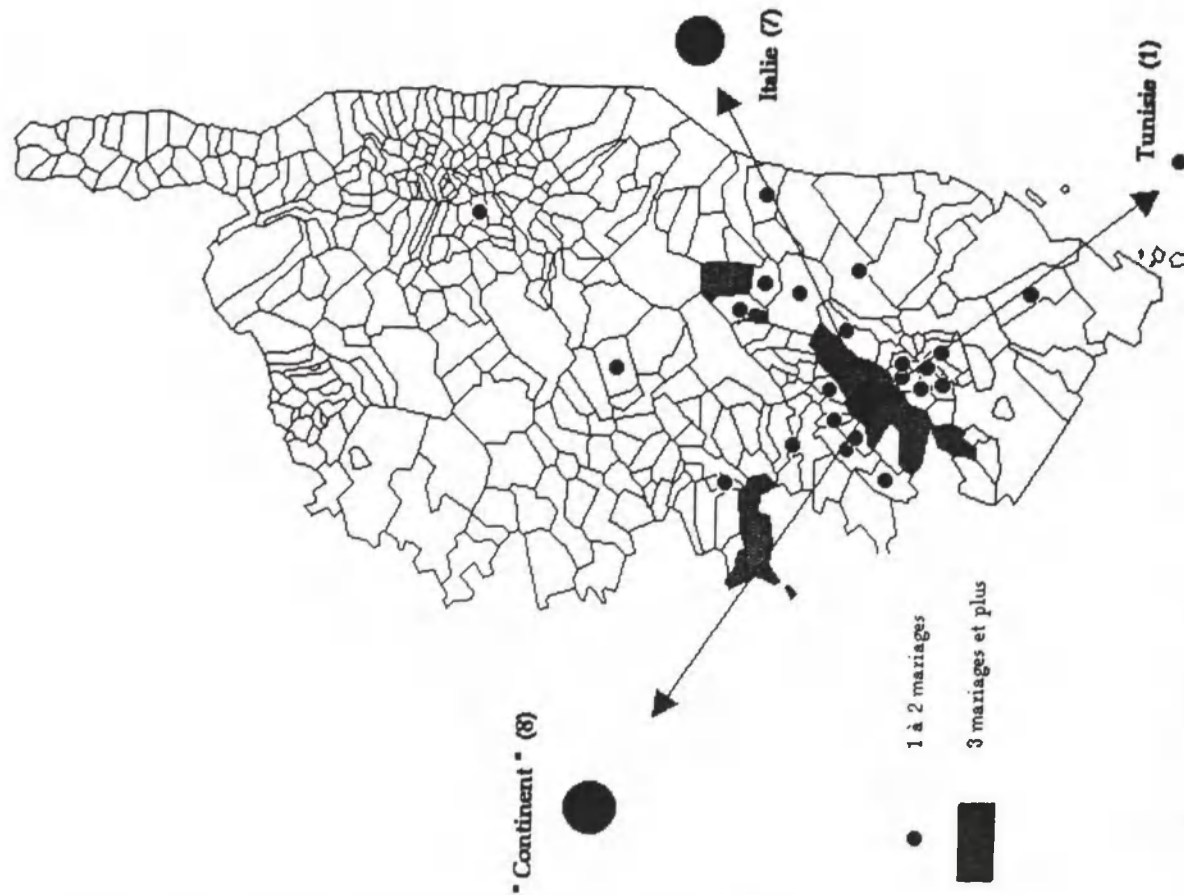 " Continent " (8)
Italie (7)
Tunisie (1)
1 à 2 mariages
3 mariages et plus